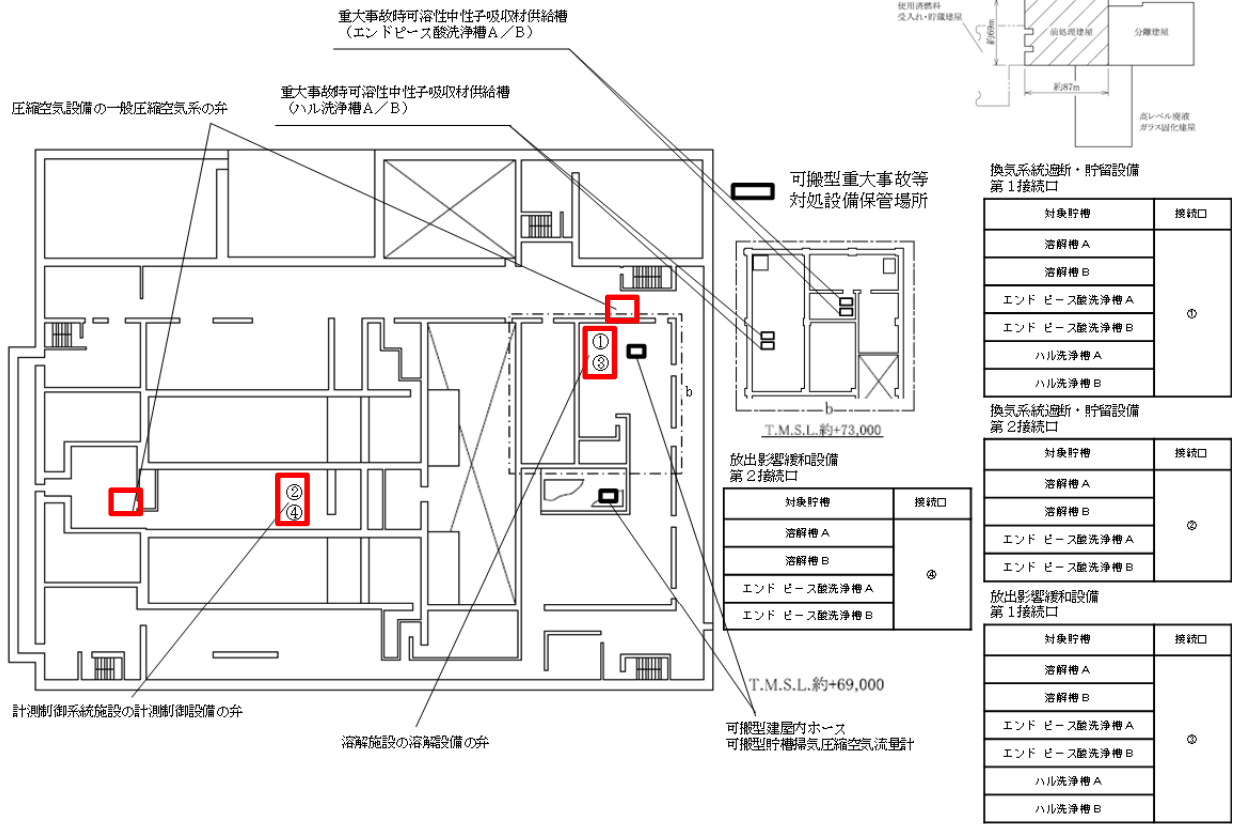 重大事故時可溶性中性子吸収材供給槽
（エンドピース酸洗浄槽A／B）
重大事故時可溶性中性子吸収材供給槽
（ハル洗浄槽A／B）
圧縮空気設備の一般圧縮空気系の弁
使用済燃料
受入れ・貯蔵建屋
約69m
前処理建屋
分離建屋
約87m
高レベル廃液
ガラス固化建屋
可搬型重大事故等
対処設備保管場所
b
T.M.S.L.約+73,000
①
③
b
②
④
換気系統遮断・貯留設備
第1接続口
対象貯槽 接続口
溶解槽A
溶解槽B
エンド ピース酸洗浄槽A
エンド ピース酸洗浄槽B
ハル洗浄槽A
ハル洗浄槽B
①
換気系統遮断・貯留設備
第2接続口
対象貯槽 接続口
溶解槽A
溶解槽B
エンド ピース酸洗浄槽A
エンド ピース酸洗浄槽B
②
放出影響緩和設備
第2接続口
対象貯槽 接続口
溶解槽A
溶解槽B
エンド ピース酸洗浄槽A
エンド ピース酸洗浄槽B
④
放出影響緩和設備
第1接続口
対象貯槽 接続口
溶解槽A
溶解槽B
エンド ピース酸洗浄槽A
エンド ピース酸洗浄槽B
ハル洗浄槽A
ハル洗浄槽B
③
T.M.S.L.約+69,000
計測制御系統施設の計測制御設備の弁
溶解施設の溶解設備の弁
可搬型建屋内ホース
可搬型貯槽掃気圧縮空気流量計